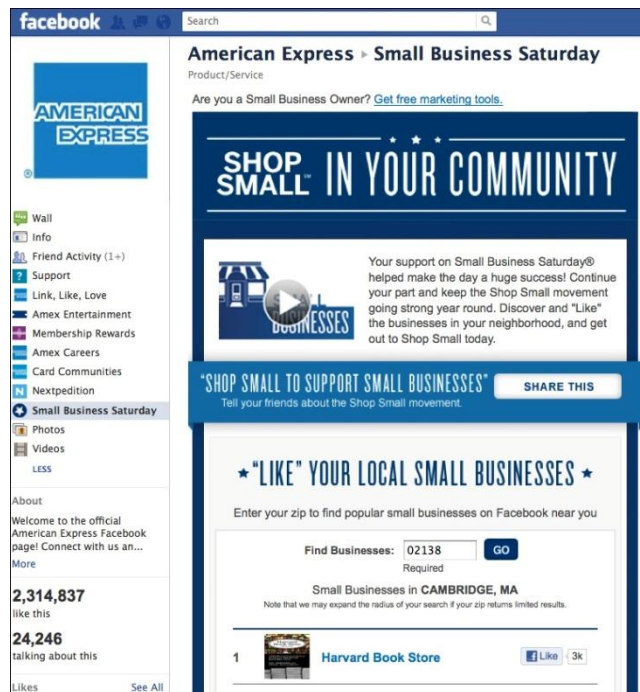 facebook
Search
AMERICAN
EXPRESS
®
Wall
Info
Friend Activity (1+)
Support
Link, Like, Love
Amex Entertainment
Membership Rewards
Amex Careers
Card Communities
Nextpedition
Small Business Saturday
Photos
Videos
LESS
About
Welcome to the official
American Express Facebook
page! Connect with us an...
More
2,314,837
like this
24,246
talking about this
Likes
See All
American Express ▸ Small Business Saturday
Product/Service
Are you a Small Business Owner? Get free marketing tools.
SHOP
SMALL℠ IN YOUR COMMUNITY
SMALL
BUSINESSES
Your support on Small Business Saturday®
helped make the day a huge success! Continue
your part and keep the Shop Small movement
going strong year round. Discover and "Like"
the businesses in your neighborhood, and get
out to Shop Small today.
"SHOP SMALL TO SUPPORT SMALL BUSINESSES"
Tell your friends about the Shop Small movement.
SHARE THIS
"LIKE" YOUR LOCAL SMALL BUSINESSES
Enter your zip to find popular small businesses on Facebook near you
Find Businesses: 02138 GO
Required
Small Businesses in CAMBRIDGE, MA
Note that we may expand the radius of your search if your zip returns limited results.
1 Harvard Book Store Like 3k